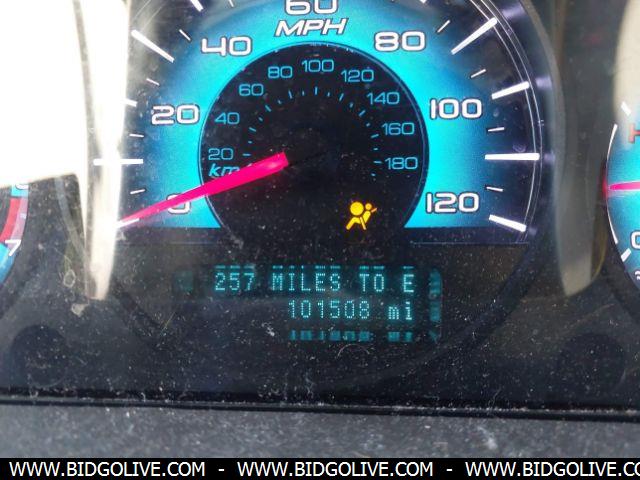 60
MPH
40
80
20
100
0
120
80 100 120
60 140
40 160
20 180
km/
257 MILES TO E
101508 mi
7
H
WWW.BIDGOLIVE.COM - WWW.BIDGOLIVE.COM - WWW.BIDGOLIVE.COM